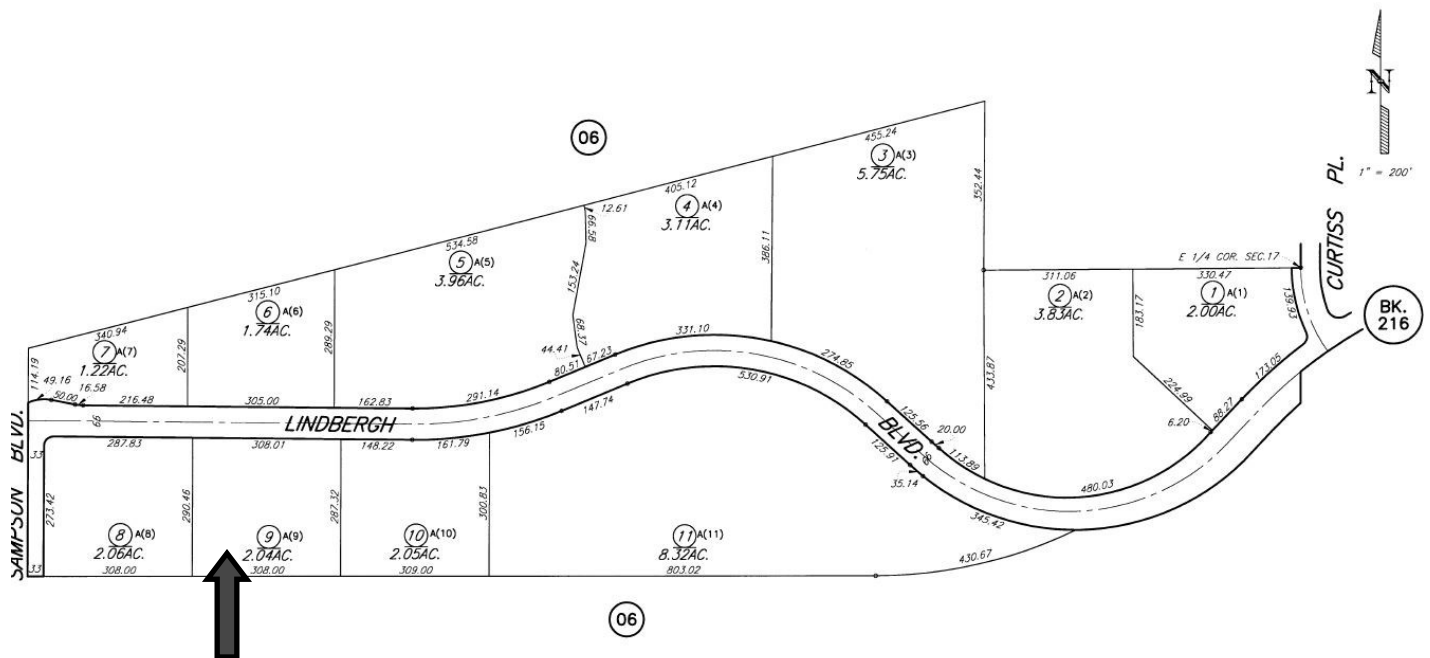 N
1" = 200'
06
455.24
3 A(3)
5.75AC.
352.44
405.12
4 A(4)
3.11AC.
386.11
12.61
66.58
153.24
68.37
44.41
534.58
5 A(5)
3.96AC.
315.10
6 A(6)
1.74AC.
289.29
340.94
7 A(7)
1.22AC.
207.29
114.19
49.16
50.00
16.58
216.48
305.00
162.83
291.14
80.51
67.23
331.10
274.85
125.56
20.00
113.89
480.03
6.20
88.27
173.05
E 1/4 COR. SEC.17
311.06
2 A(2)
3.83AC.
433.87
183.17
224.99
330.47
1 A(1)
2.00AC.
139.93
CURTISS PL.
BK.
216
66
LINDBERGH
BLVD.
SAMPSON BLVD.
33
287.83
308.01
148.22
161.79
156.15
147.74
530.91
125.91
35.14
345.42
430.67
273.42
8 A(8)
2.06AC.
308.00
33
290.46
9 A(9)
2.04AC.
308.00
287.32
10 A(10)
2.05AC.
309.00
300.83
11 A(11)
8.32AC.
803.02
06